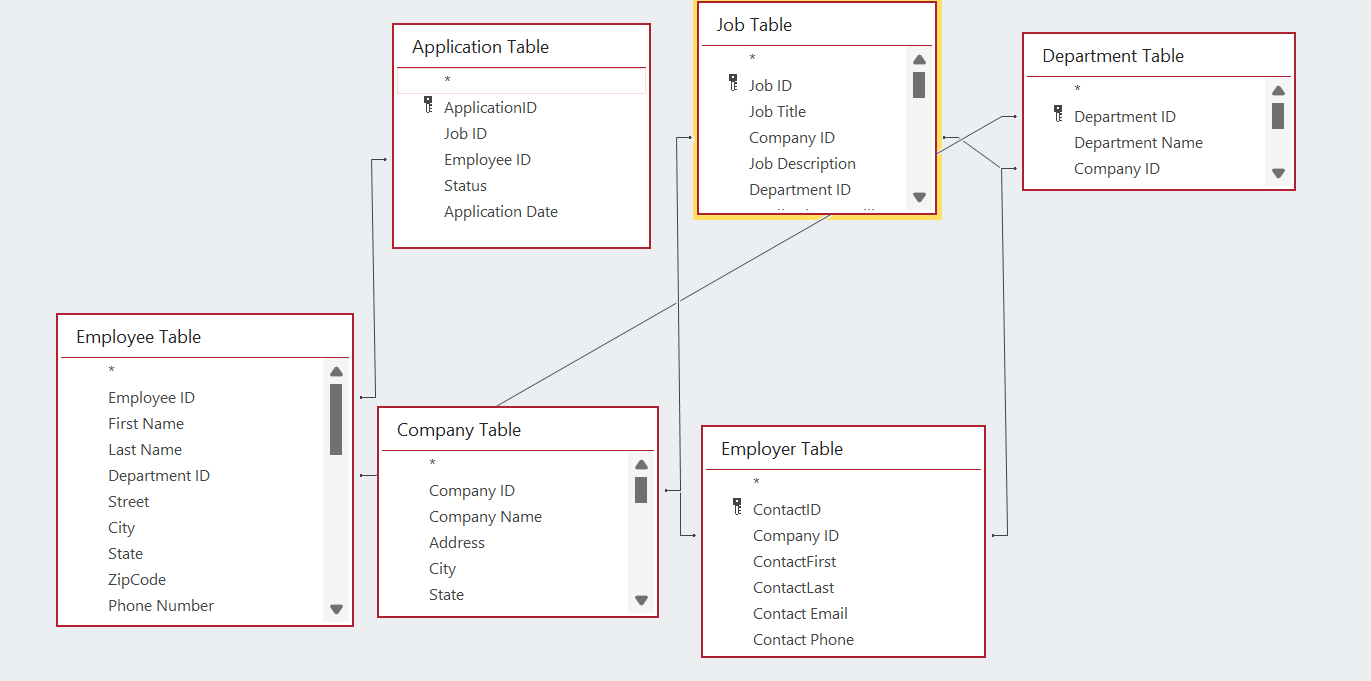 Application Table
*
ApplicationID
Job ID
Employee ID
Status
Application Date
Job Table
*
Job ID
Job Title
Company ID
Job Description
Department ID
Department Table
*
Department ID
Department Name
Company ID
Employee Table
*
Employee ID
First Name
Last Name
Department ID
Street
City
State
ZipCode
Phone Number
Company Table
*
Company ID
Company Name
Address
City
State
Employer Table
*
ContactID
Company ID
ContactFirst
ContactLast
Contact Email
Contact Phone